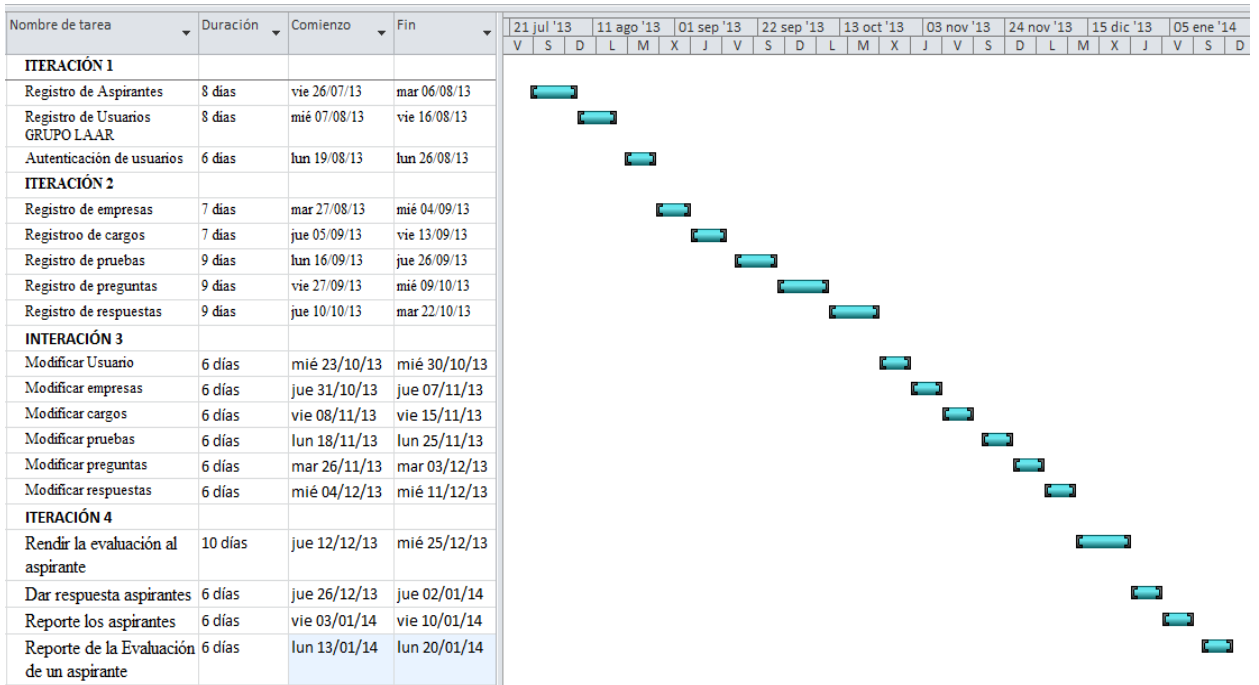 Nombre de tarea Duración Comienzo Fin 21 jul '13 11 ago '13 01 sep '13 22 sep '13 13 oct '13 03 nov '13 24 nov '13 15 dic '13 05 ene '14
V S D L M X J V S D L M X J V S D L M X J V S D
ITERACIÓN 1
Registro de Aspirantes 8 dias vie 26/07/13 mar 06/08/13
Registro de Usuarios 8 dias mié 07/08/13 vie 16/08/13
GRUPO LAAR
Autenticación de usuarios 6 dias lun 19/08/13 lun 26/08/13
ITERACIÓN 2
Registro de empresas 7 dias mar 27/08/13 mié 04/09/13
Registroo de cargos 7 dias jue 05/09/13 vie 13/09/13
Registro de pruebas 9 dias lun 16/09/13 jue 26/09/13
Registro de preguntas 9 dias vie 27/09/13 mié 09/10/13
Registro de respuestas 9 dias jue 10/10/13 mar 22/10/13
INTERACIÓN 3
Modificar Usuario 6 días mié 23/10/13 mié 30/10/13
Modificar empresas 6 días jue 31/10/13 jue 07/11/13
Modificar cargos 6 días vie 08/11/13 vie 15/11/13
Modificar pruebas 6 días lun 18/11/13 lun 25/11/13
Modificar preguntas 6 días mar 26/11/13 mar 03/12/13
Modificar respuestas 6 días mié 04/12/13 mié 11/12/13
ITERACIÓN 4
Rendir la evaluación al 10 días jue 12/12/13 mié 25/12/13
aspirante
Dar respuesta aspirantes 6 días jue 26/12/13 jue 02/01/14
Reporte los aspirantes 6 días vie 03/01/14 vie 10/01/14
Reporte de la Evaluación 6 días lun 13/01/14 lun 20/01/14
de un aspirante